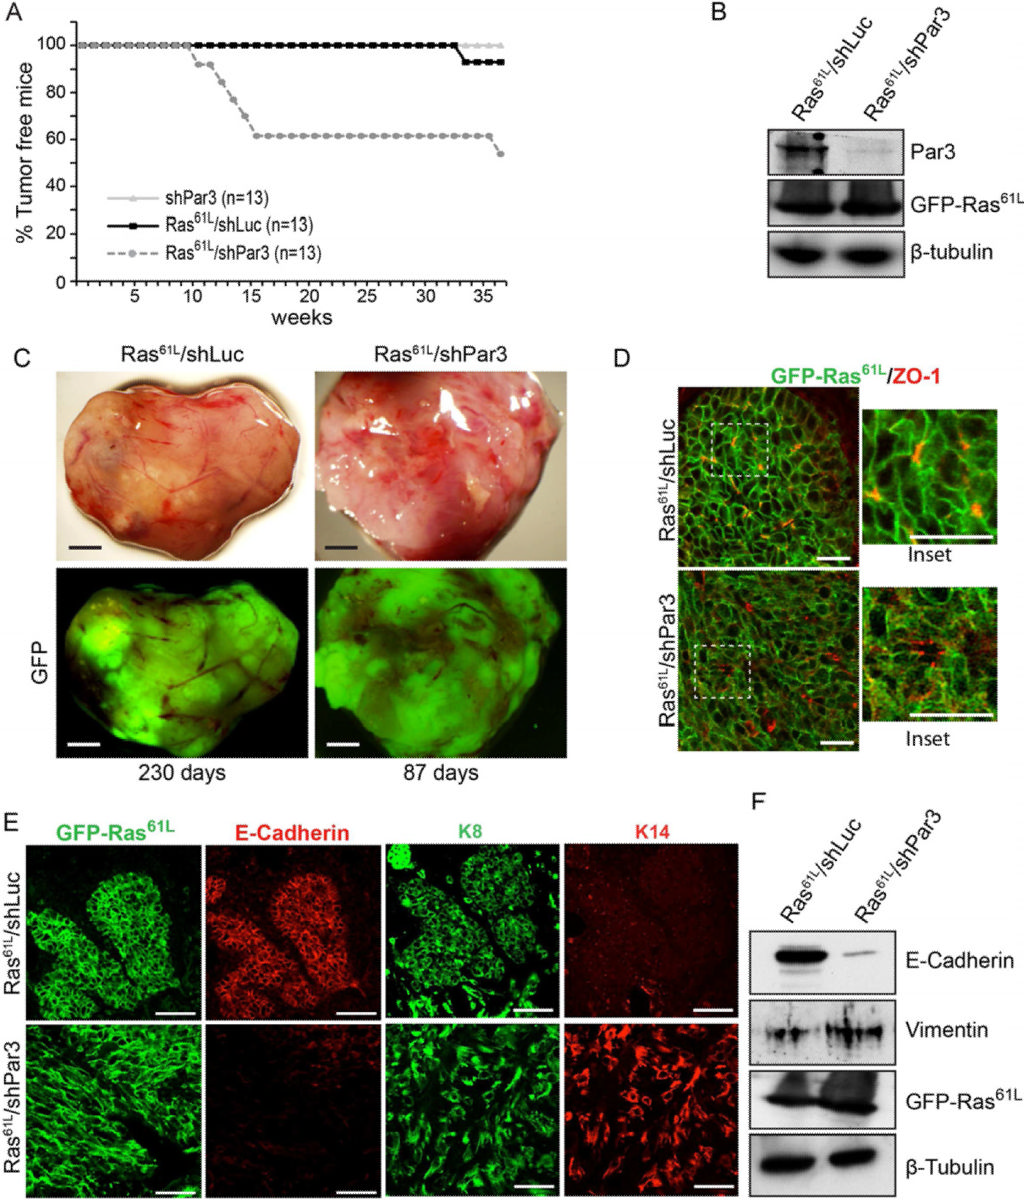 A
100
80
60
40
20
0
% Tumor free mice
shPar3 (n=13)
Ras61L/shLuc (n=13)
Ras61L/shPar3 (n=13)
5 10 15 20 25 30 35
weeks
B
Ras61L/shLuc
Ras61L/shPar3
Par3
GFP-Ras61L
β-tubulin
C
Ras61L/shLuc
Ras61L/shPar3
GFP
230 days
87 days
D
GFP-Ras61L/ZO-1
Ras61L/shLuc
Inset
Ras61L/shPar3
Inset
E
GFP-Ras61L
E-Cadherin
K8
K14
Ras61L/shLuc
Ras61L/shPar3
F
Ras61L/shLuc
Ras61L/shPar3
E-Cadherin
Vimentin
GFP-Ras61L
β-Tubulin